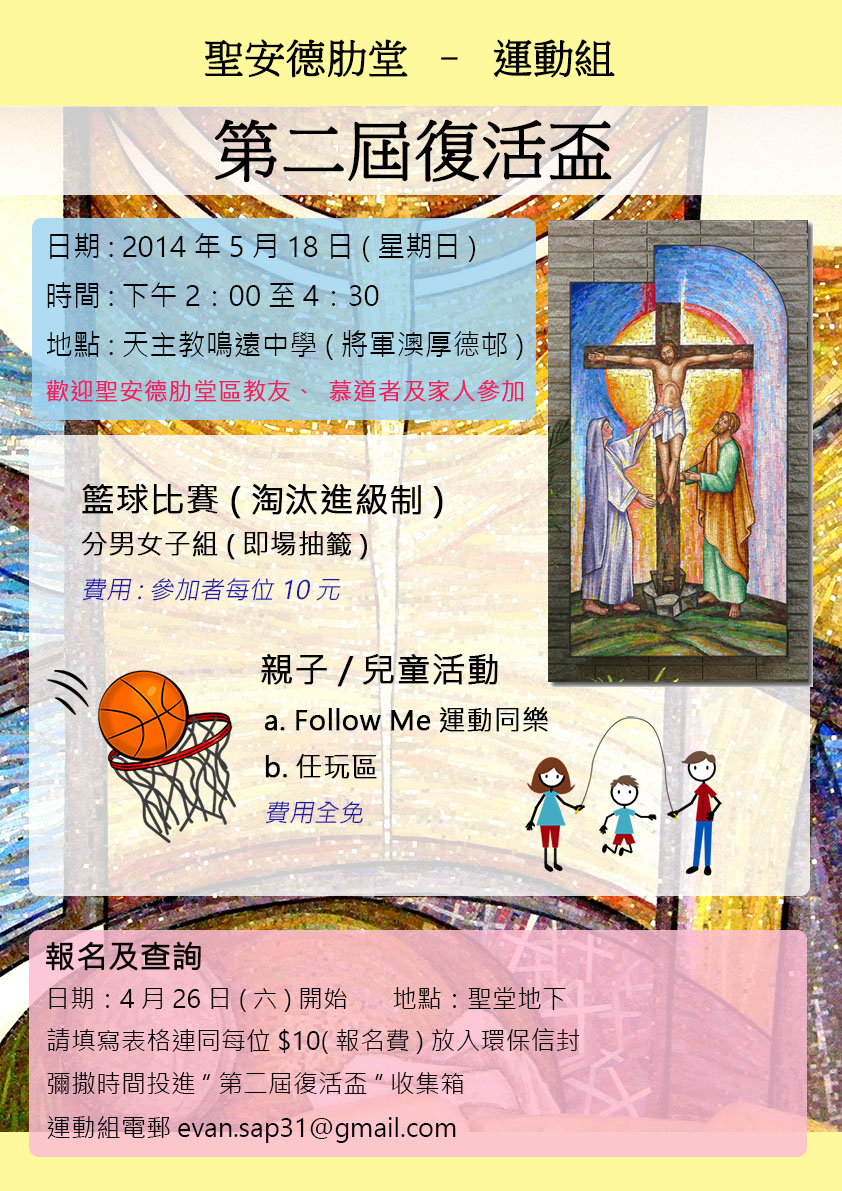 聖安德肋堂 - 運動組
第二屆復活盃
日期 : 2014 年 5 月 18 日 ( 星期日 )
時間 : 下午 2：00 至 4：30
地點 : 天主教鳴遠中學 ( 將軍澳厚德邨 )
歡迎聖安德肋堂區教友、 慕道者及家人參加
籃球比賽 ( 淘汰進級制 )
分男女子組 ( 即場抽籤 )
費用 : 參加者每位 10 元
親子 / 兒童活動
a. Follow Me 運動同樂
b. 任玩區
費用全免
報名及查詢
日期：4 月 26 日 ( 六 ) 開始 地點：聖堂地下
請填寫表格連同每位 $10( 報名費 ) 放入環保信封
彌撒時間投進 “ 第二屆復活盃 ” 收集箱
運動組電郵 evan.sap31@gmail.com